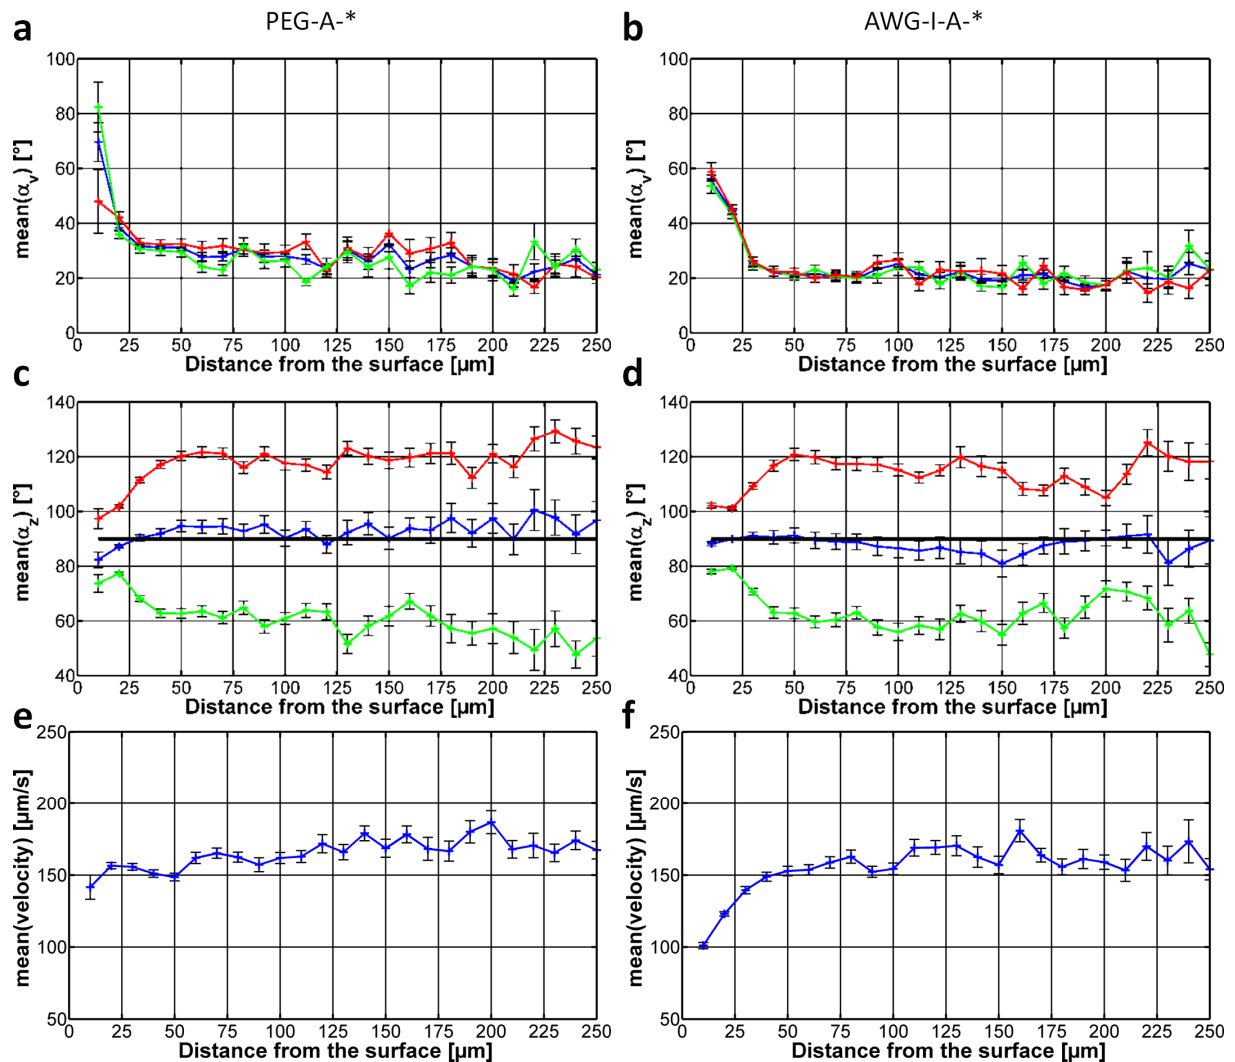 PEG-A-*
AWG-I-A-*
a
b
mean(αv) [°]
100
80
60
40
20
0
0 25 50 75 100 125 150 175 200 225 250
Distance from the surface [µm]
mean(αv) [°]
100
80
60
40
20
0
0 25 50 75 100 125 150 175 200 225 250
Distance from the surface [µm]
c
d
mean(αz) [°]
140
120
100
80
60
40
0 25 50 75 100 125 150 175 200 225 250
Distance from the surface [µm]
mean(αz) [°]
140
120
100
80
60
40
0 25 50 75 100 125 150 175 200 225 250
Distance from the surface [µm]
e
f
mean(velocity) [µm/s]
250
200
150
100
50
0 25 50 75 100 125 150 175 200 225 250
Distance from the surface [µm]
mean(velocity) [µm/s]
250
200
150
100
50
0 25 50 75 100 125 150 175 200 225 250
Distance from the surface [µm]